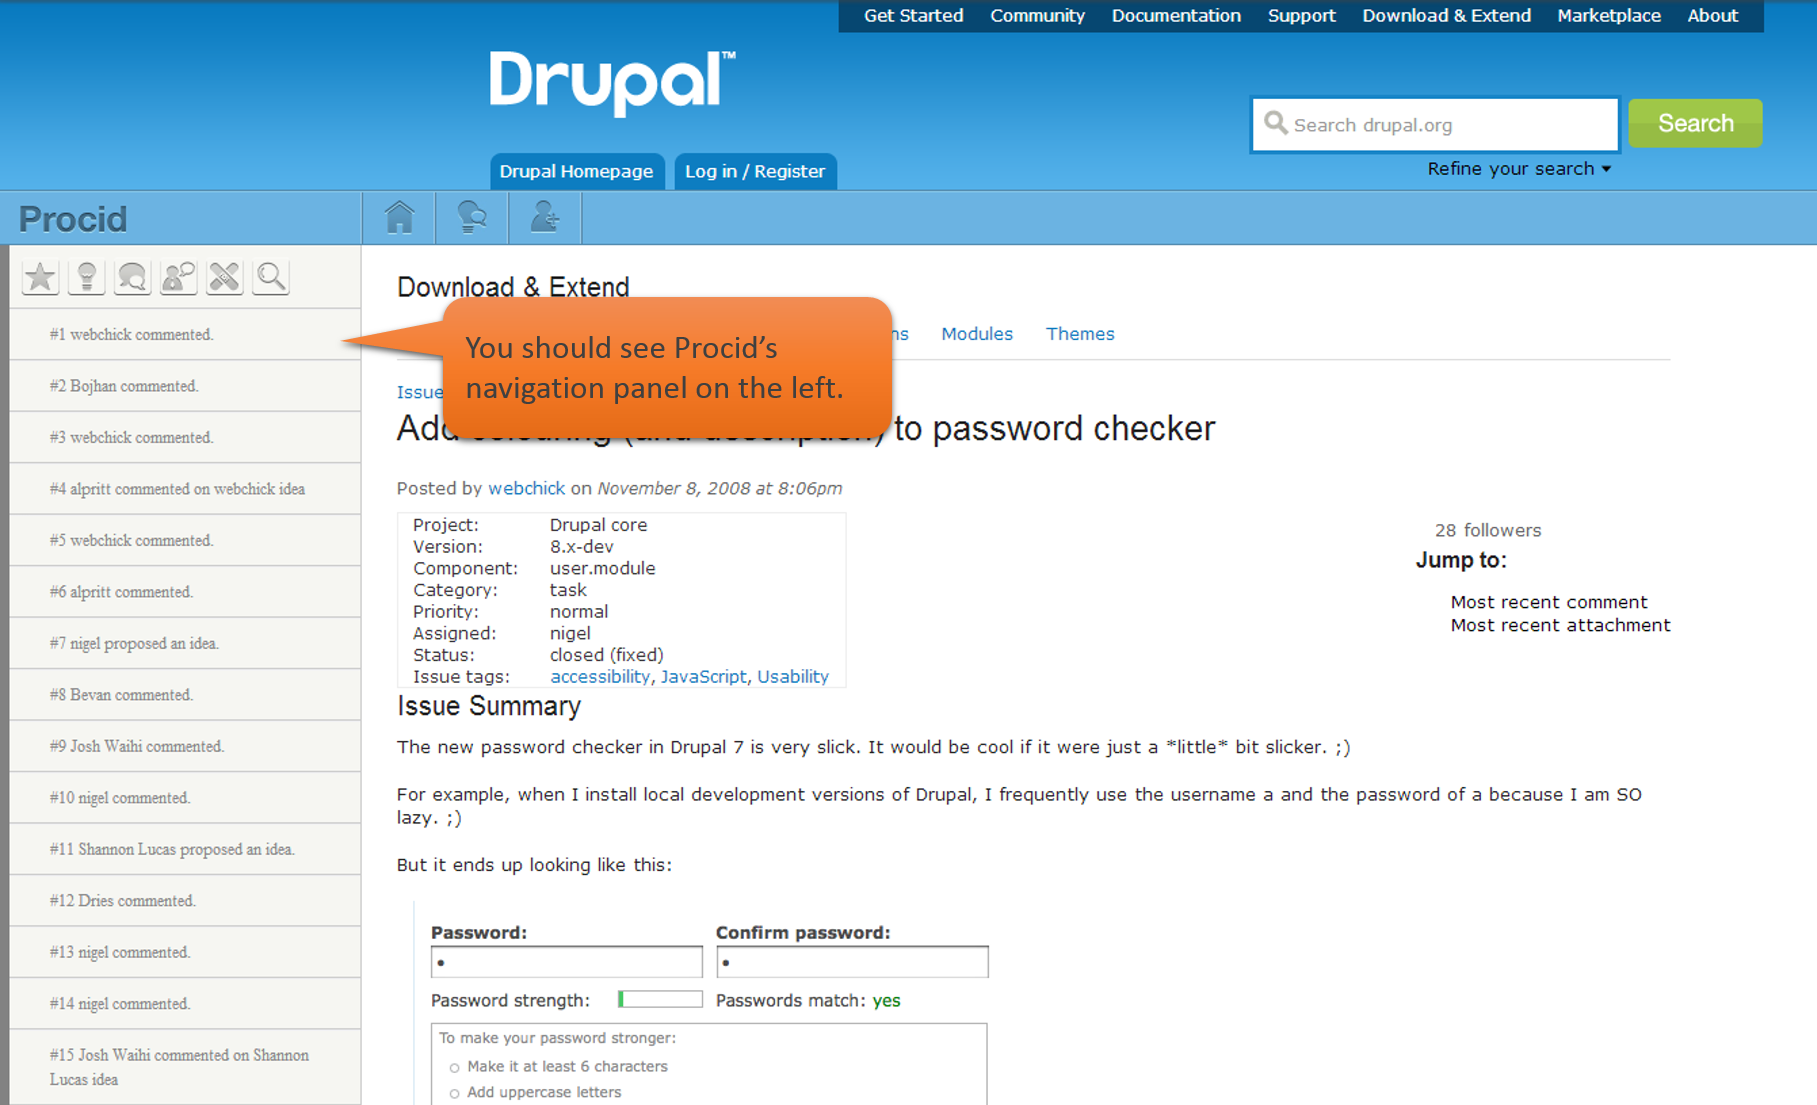 Get Started Community Documentation Support Download & Extend Marketplace About
Drupal™
Search drupal.org
Search
Refine your search
Drupal Homepage
Log in / Register
Procid
#1 webchick commented.
#2 Bojhan commented.
#3 webchick commented.
#4 alpritt commented on webchick idea
#5 webchick commented.
#6 alpritt commented.
#7 nigel proposed an idea.
#8 Bevan commented.
#9 Josh Waihi commented.
#10 nigel commented.
#11 Shannon Lucas proposed an idea.
#12 Dries commented.
#13 nigel commented.
#14 nigel commented.
#15 Josh Waihi commented on Shannon
Lucas idea
Download & Extend
You should see Procid's
navigation panel on the left.
Modules Themes
Issue
to password checker
Posted by webchick on November 8, 2008 at 8:06pm
Project: Drupal core
Version: 8.x-dev
Component: user.module
Category: task
Priority: normal
Assigned: nigel
Status: closed (fixed)
Issue tags: accessibility, JavaScript, Usability
28 followers
Jump to:
Most recent comment
Most recent attachment
Issue Summary
The new password checker in Drupal 7 is very slick. It would be cool if it were just a *little* bit slicker. ;)
For example, when I install local development versions of Drupal, I frequently use the username a and the password of a because I am SO
lazy. ;)
But it ends up looking like this:
Password: Confirm password:
Password strength: Passwords match: yes
To make your password stronger:
Make it at least 6 characters
Add uppercase letters